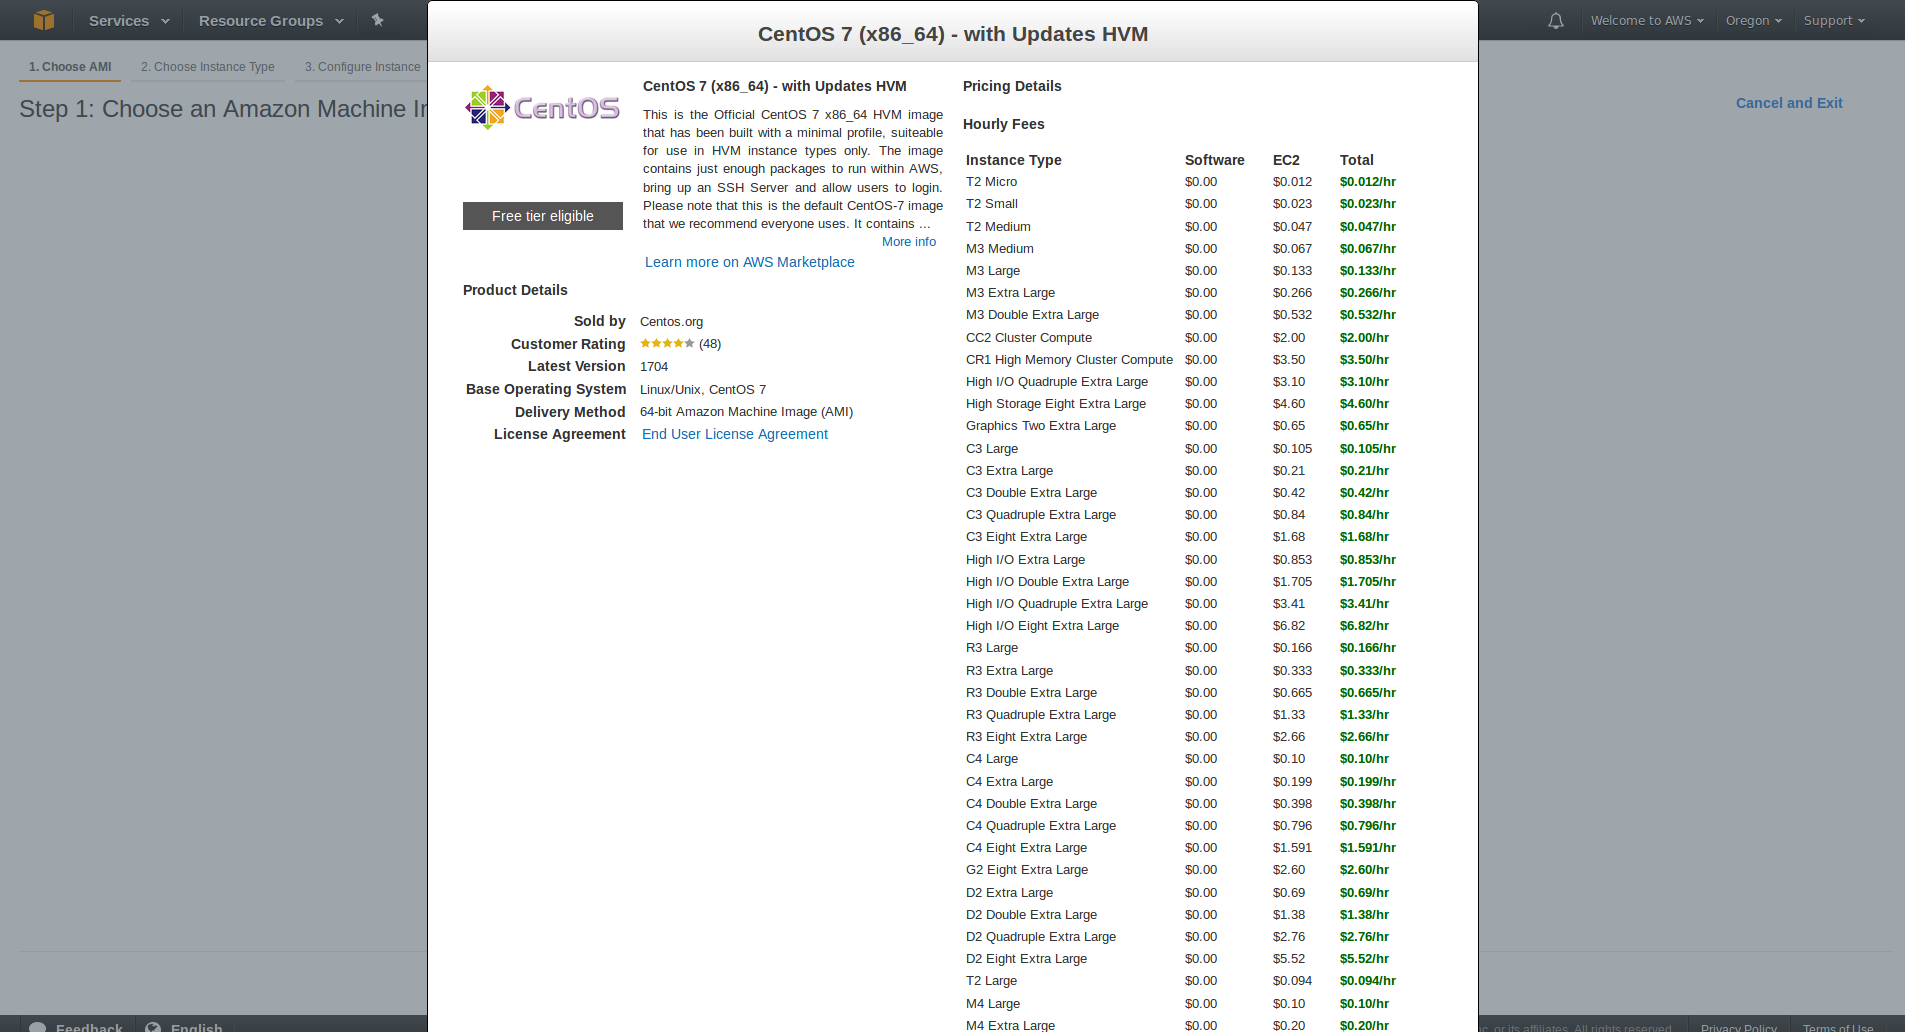 Services
Resource Groups
Welcome to AWS
Oregon
Support
1. Choose AMI
2. Choose Instance Type
3. Configure Instance
Step 1: Choose an Amazon Machine
Cancel and Exit
CentOS 7 (x86_64) - with Updates HVM
CentOS
Free tier eligible
CentOS 7 (x86_64) - with Updates HVM
This is the Official CentOS 7 x86_64 HVM image
that has been built with a minimal profile, suiteable
for use in HVM instance types only. The image
contains just enough packages to run within AWS,
bring up an SSH Server and allow users to login.
Please note that this is the default CentOS-7 image
that we recommend everyone uses. It contains ...
More info
Learn more on AWS Marketplace
Product Details
Sold by Centos.org
Customer Rating (48)
Latest Version 1704
Base Operating System Linux/Unix, CentOS 7
Delivery Method 64-bit Amazon Machine Image (AMI)
License Agreement End User License Agreement
Pricing Details
Hourly Fees
Instance Type Software EC2 Total
T2 Micro $0.00 $0.012 $0.012/hr
T2 Small $0.00 $0.023 $0.023/hr
T2 Medium $0.00 $0.047 $0.047/hr
M3 Medium $0.00 $0.067 $0.067/hr
M3 Large $0.00 $0.133 $0.133/hr
M3 Extra Large $0.00 $0.266 $0.266/hr
M3 Double Extra Large $0.00 $0.532 $0.532/hr
CC2 Cluster Compute $0.00 $2.00 $2.00/hr
CR1 High Memory Cluster Compute $0.00 $3.50 $3.50/hr
High I/O Quadruple Extra Large $0.00 $3.10 $3.10/hr
High Storage Eight Extra Large $0.00 $4.60 $4.60/hr
Graphics Two Extra Large $0.00 $0.65 $0.65/hr
C3 Large $0.00 $0.105 $0.105/hr
C3 Extra Large $0.00 $0.21 $0.21/hr
C3 Double Extra Large $0.00 $0.42 $0.42/hr
C3 Quadruple Extra Large $0.00 $0.84 $0.84/hr
C3 Eight Extra Large $0.00 $1.68 $1.68/hr
High I/O Extra Large $0.00 $0.853 $0.853/hr
High I/O Double Extra Large $0.00 $1.705 $1.705/hr
High I/O Quadruple Extra Large $0.00 $3.41 $3.41/hr
High I/O Eight Extra Large $0.00 $6.82 $6.82/hr
R3 Large $0.00 $0.166 $0.166/hr
R3 Extra Large $0.00 $0.333 $0.333/hr
R3 Double Extra Large $0.00 $0.665 $0.665/hr
R3 Quadruple Extra Large $0.00 $1.33 $1.33/hr
R3 Eight Extra Large $0.00 $2.66 $2.66/hr
C4 Large $0.00 $0.10 $0.10/hr
C4 Extra Large $0.00 $0.199 $0.199/hr
C4 Double Extra Large $0.00 $0.398 $0.398/hr
C4 Quadruple Extra Large $0.00 $0.796 $0.796/hr
C4 Eight Extra Large $0.00 $1.591 $1.591/hr
G2 Eight Extra Large $0.00 $2.60 $2.60/hr
D2 Extra Large $0.00 $0.69 $0.69/hr
D2 Double Extra Large $0.00 $1.38 $1.38/hr
D2 Quadruple Extra Large $0.00 $2.76 $2.76/hr
D2 Eight Extra Large $0.00 $5.52 $5.52/hr
T2 Large $0.00 $0.094 $0.094/hr
M4 Large $0.00 $0.10 $0.10/hr
M4 Extra Large $0.00 $0.20 $0.20/hr
Feedback
English
or its affiliates. All rights reserved.
Privacy Policy
Terms of Use